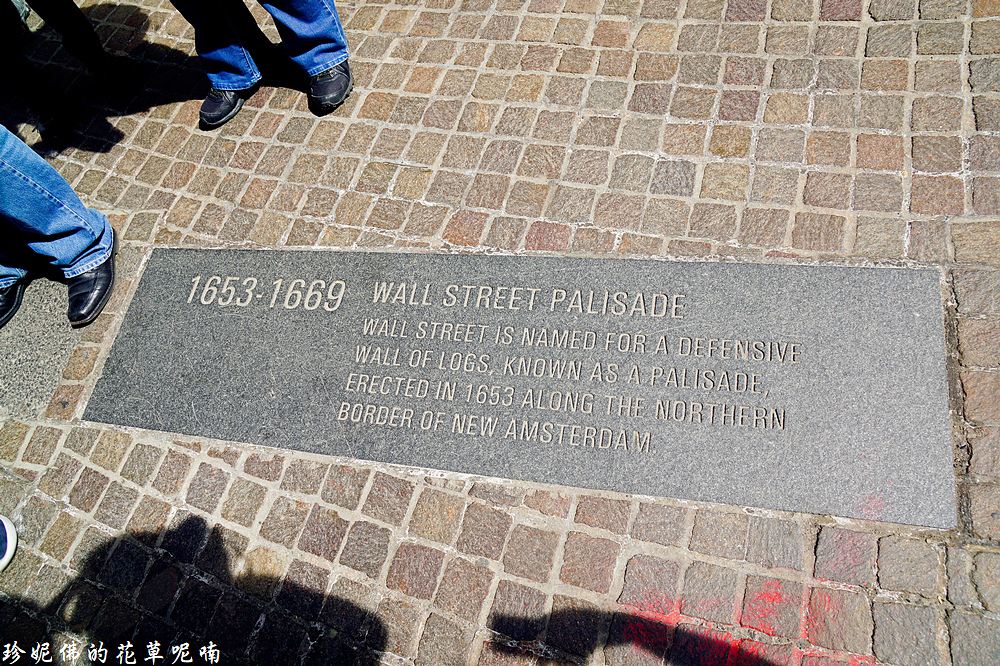 1653-1669 WALL STREET PALISADE
WALL STREET IS NAMED FOR A DEFENSIVE
WALL OF LOGS, KNOWN AS A PALISADE,
ERECTED IN 1653 ALONG THE NORTHERN
BORDER OF NEW AMSTERDAM.
珍妮佛的花草呢喃